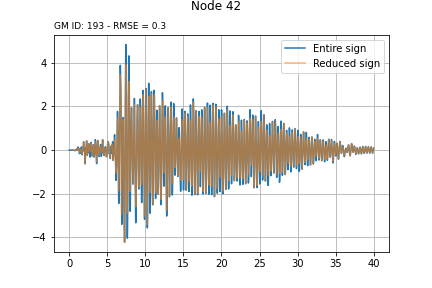 Node 42
GM ID: 193 - RMSE = 0.3
Entire sign
Reduced sign
4
2
0
−2
−4
0 5 10 15 20 25 30 35 40